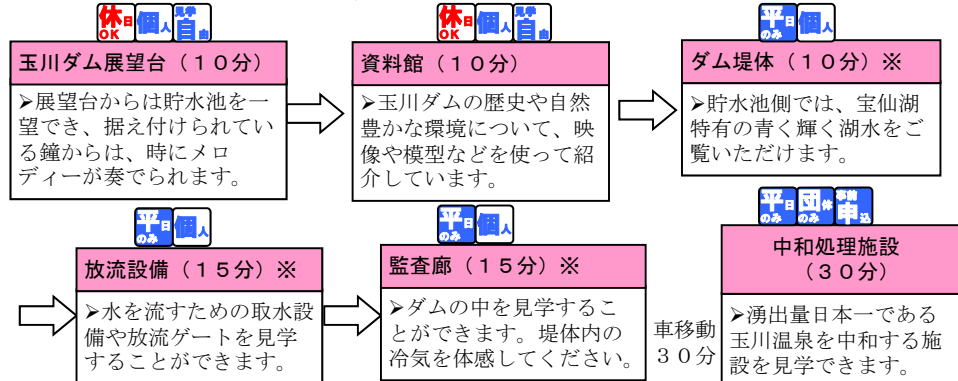 休日OK 個人 見学自由
玉川ダム展望台（１０分）
➢展望台からは貯水池を一
望でき、据え付けられてい
る鐘からは、時にメロ
ディーが奏でられます。
休日OK 個人 見学自由
資料館（１０分）
➢玉川ダムの歴史や自然
豊かな環境について、映
像や模型などを使って紹
介しています。
平日のみ 個人
ダム堤体（１０分）※
➢貯水池側では、宝仙湖
特有の青く輝く湖水をご
覧いただけます。
平日のみ 個人
放流設備（１５分）※
➢水を流すための取水設
備や放流ゲートを見学
することができます。
平日のみ 個人
監査廊（１５分）※
➢ダムの中を見学するこ
とができます。堤体内の
冷気を体感してください。
車移動
３０分
平日のみ 団体のみ 事前申込
中和処理施設
（３０分）
➢湧出量日本一である
玉川温泉を中和する施
設を見学できます。